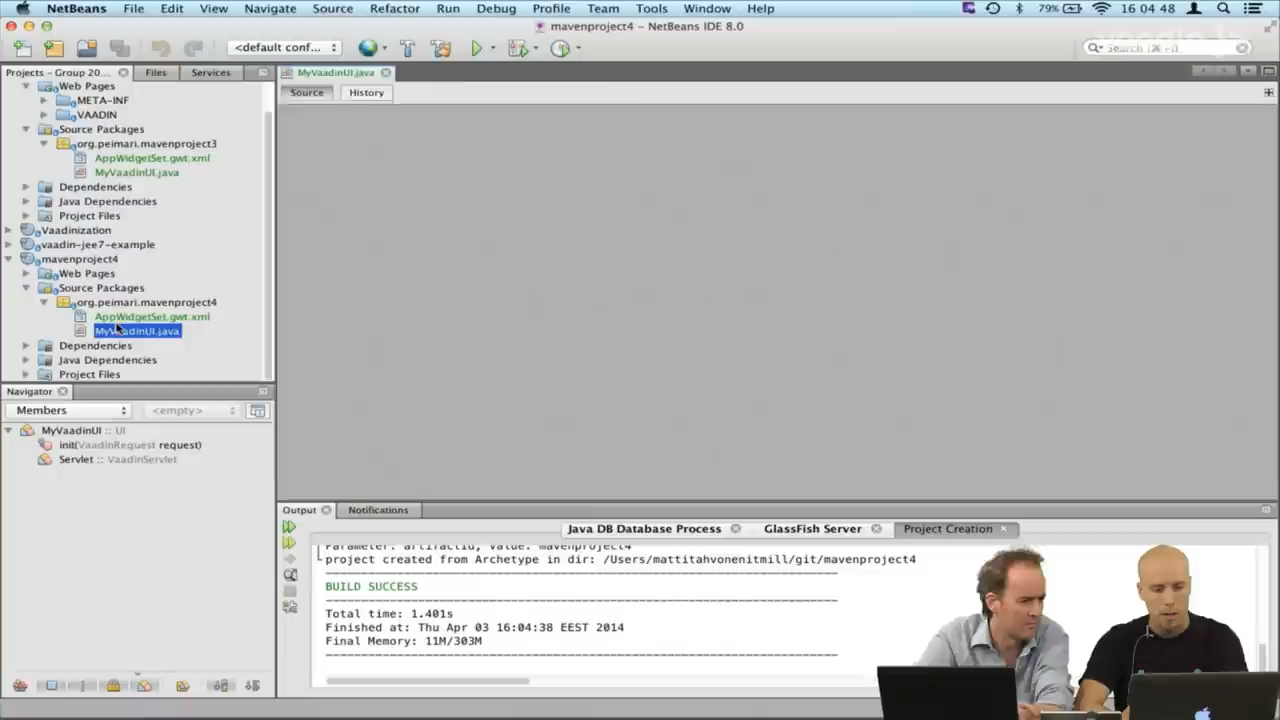 NetBeans File Edit View Navigate Source Refactor Run Debug Profile Team Tools Window Help 79% 16 04 48
mavenproject4 – NetBeans IDE 8.0
<default conf...
Search (⌘+I)
Projects – Group 20... Files Services
MyVaadinUI.java
Source History
Web Pages
META-INF
VAADIN
Source Packages
org.peimari.mavenproject3
AppWidgetSet.gwt.xml
MyVaadinUI.java
Dependencies
Java Dependencies
Project Files
Vaadinization
vaadin-jee7-example
mavenproject4
Web Pages
Source Packages
org.peimari.mavenproject4
AppWidgetSet.gwt.xml
MyVaadinUI.java
Dependencies
Java Dependencies
Project Files
Navigator
Members <empty>
MyVaadinUI :: UI
init(VaadinRequest request)
Servlet :: VaadinServlet
Output Notifications
Java DB Database Process GlassFish Server Project Creation
Parameter: artifactId, Value: mavenproject4
project created from Archetype in dir: /Users/mattitahvonenitmill/git/mavenproject4
BUILD SUCCESS
Total time: 1.401s
Finished at: Thu Apr 03 16:04:38 EEST 2014
Final Memory: 11M/303M